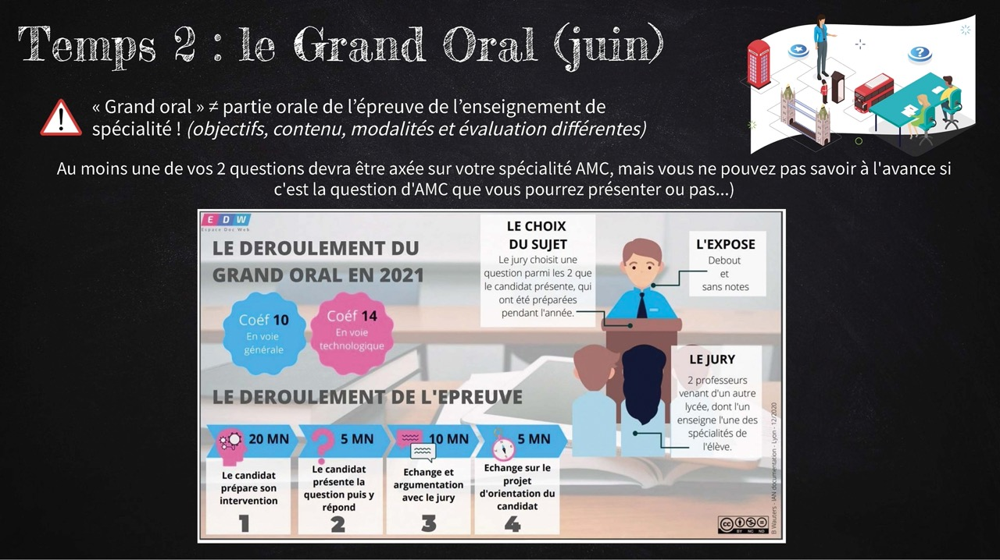 Temps 2 : le Grand Oral (juin)
« Grand oral » ≠ partie orale de l’épreuve de l’enseignement de
spécialité ! (objectifs, contenu, modalités et évaluation différentes)
Au moins une de vos 2 questions devra être axée sur votre spécialité AMC, mais vous ne pouvez pas savoir à l'avance si
c'est la question d'AMC que vous pourrez présenter ou pas...)
E D W
Espace Doc Web
LE DEROULEMENT DU
GRAND ORAL EN 2021
Coéf 10
En voie
générale
Coéf 14
En voie
technologique
LE CHOIX
DU SUJET
Le jury choisit une
question parmi les 2 que
le candidat présente, qui
ont été préparées
pendant l'année.
L'EXPOSE
Debout
et
sans notes
LE JURY
2 professeurs
venant d'un autre
lycée, dont l'un
enseigne l'une des
spécialités de
l'élève.
LE DEROULEMENT DE L'EPREUVE
20 MN
Le candidat
prépare son
intervention
1
5 MN
Le candidat
présente la
question puis y
répond
2
10 MN
Echange et
argumentation
avec le jury
3
5 MN
Echange sur le
projet
d'orientation du
candidat
4
El Wauters - IAN documentation - Lyon - 12/2020
cc
BY NC ND